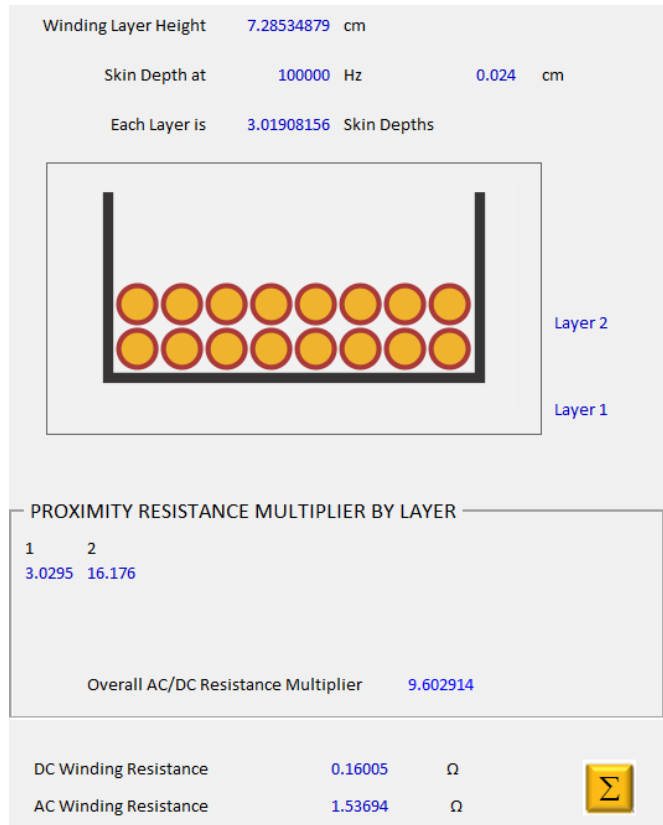 Winding Layer Height 7.28534879 cm
Skin Depth at 100000 Hz 0.024 cm
Each Layer is 3.01908156 Skin Depths
Layer 2
Layer 1
PROXIMITY RESISTANCE MULTIPLIER BY LAYER
1 2
3.0295 16.176
Overall AC/DC Resistance Multiplier 9.602914
DC Winding Resistance 0.16005 Ω
AC Winding Resistance 1.53694 Ω
Σ